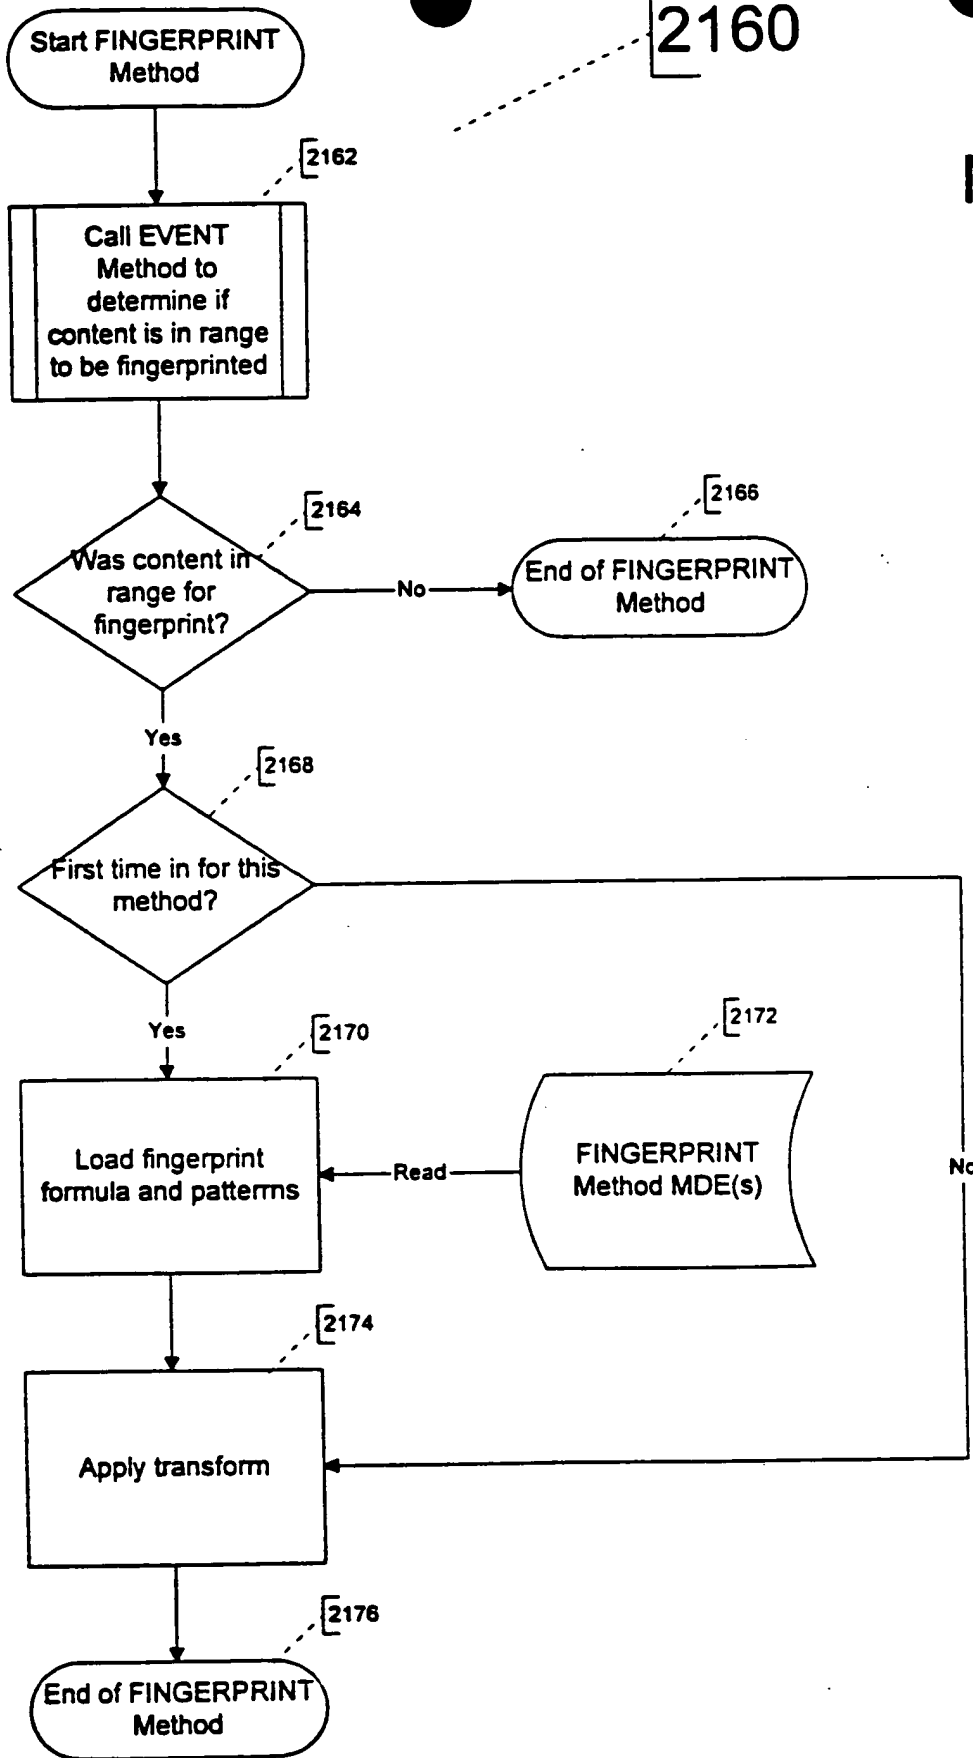 Start FINGERPRINT
Method
2160
2162
Call EVENT
Method to
determine if
content is in range
to be fingerprinted
2164
Was content in
range for
fingerprint?
No
2166
End of FINGERPRINT
Method
Yes
2168
First time in for this
method?
Yes
2170
2172
Load fingerprint
formula and patterns
Read
FINGERPRINT
Method MDE(s)
No
2174
Apply transform
2176
End of FINGERPRINT
Method